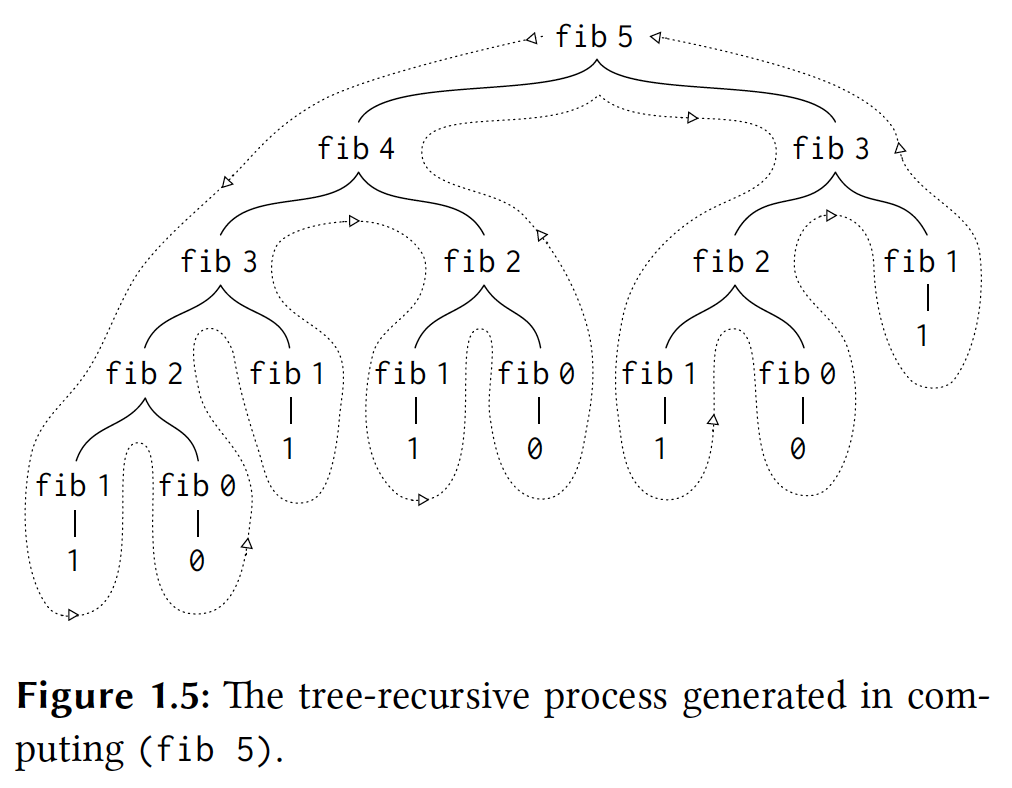 fib 5
fib 4 fib 3
fib 3 fib 2 fib 2 fib 1
1
fib 2 fib 1 fib 1 fib 0 fib 1 fib 0
1 1 0 1 0
fib 1 fib 0
1 0
Figure 1.5: The tree-recursive process generated in com-
puting (fib 5).